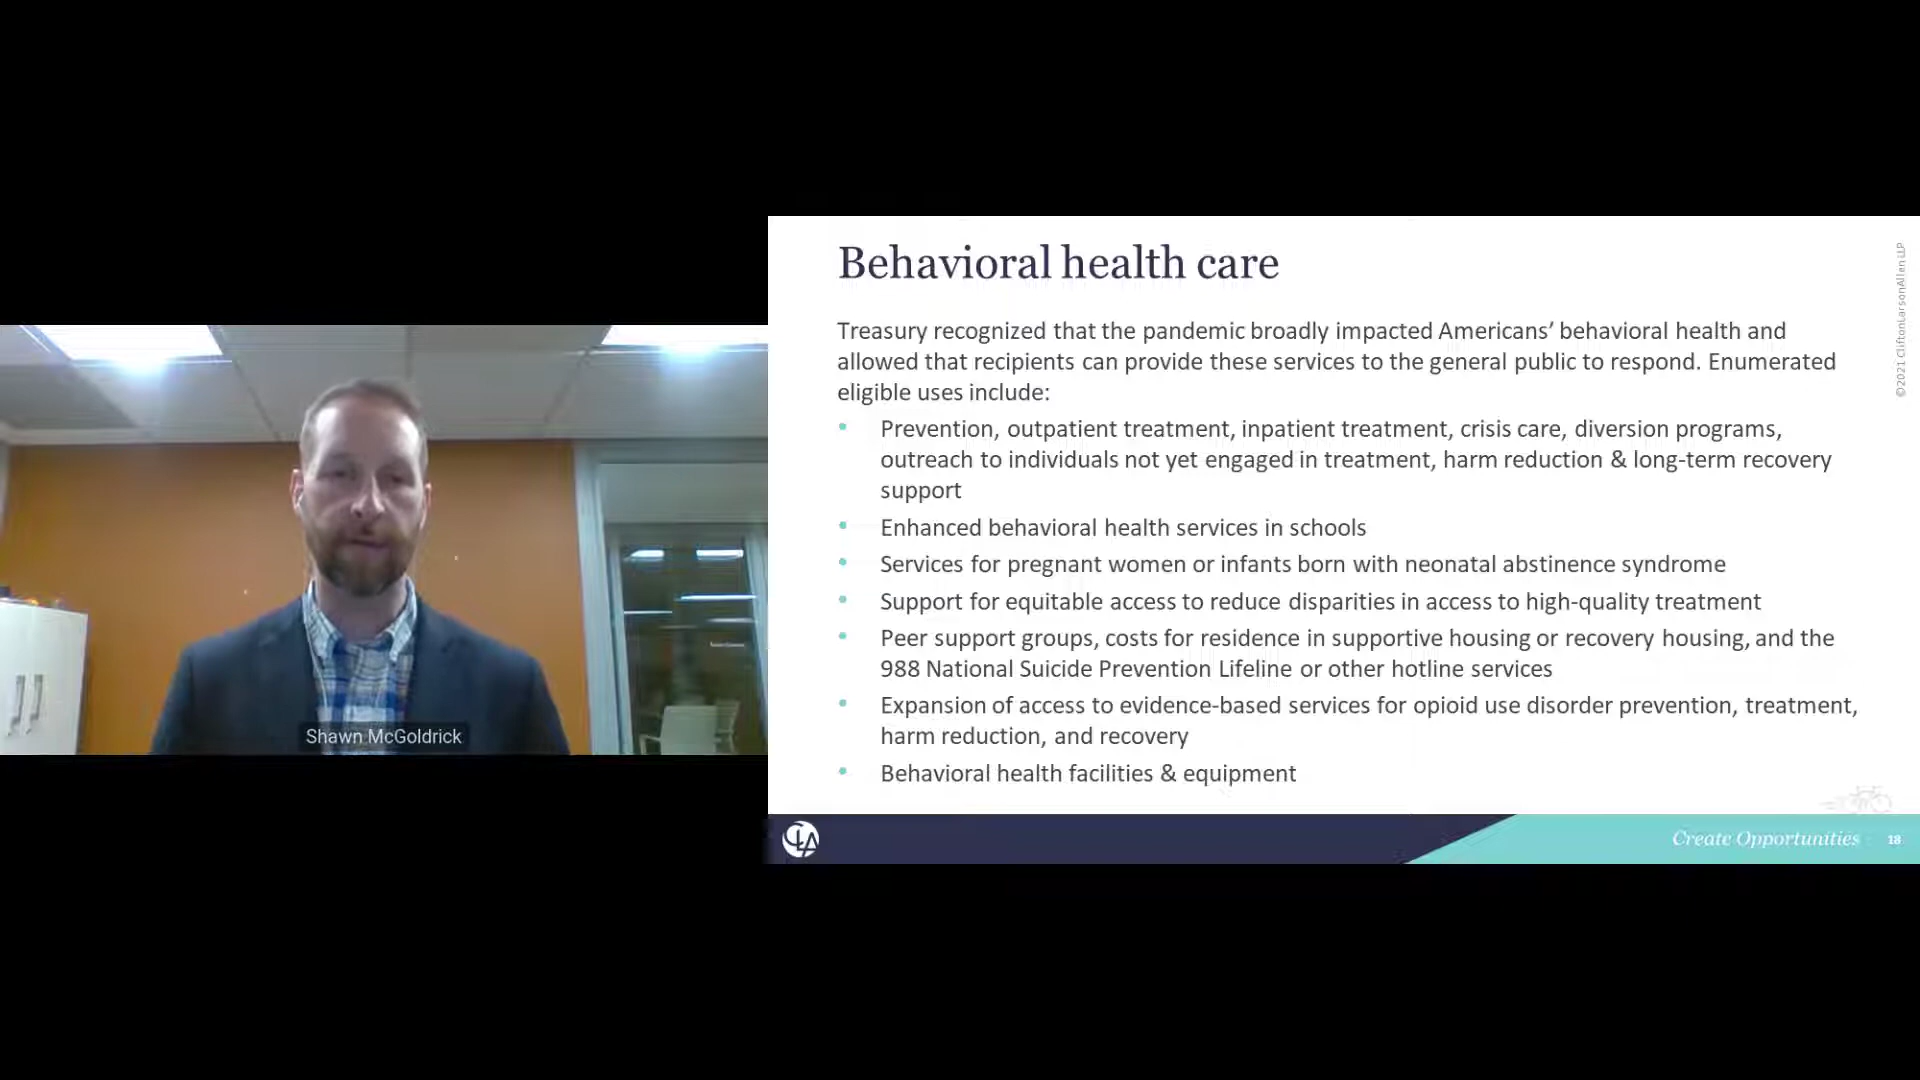 Shawn McGoldrick
Behavioral health care
Treasury recognized that the pandemic broadly impacted Americans’ behavioral health and
allowed that recipients can provide these services to the general public to respond. Enumerated
eligible uses include:
• Prevention, outpatient treatment, inpatient treatment, crisis care, diversion programs,
outreach to individuals not yet engaged in treatment, harm reduction & long-term recovery
support
• Enhanced behavioral health services in schools
• Services for pregnant women or infants born with neonatal abstinence syndrome
• Support for equitable access to reduce disparities in access to high-quality treatment
• Peer support groups, costs for residence in supportive housing or recovery housing, and the
988 National Suicide Prevention Lifeline or other hotline services
• Expansion of access to evidence-based services for opioid use disorder prevention, treatment,
harm reduction, and recovery
• Behavioral health facilities & equipment
©2021 CliftonLarsonAllen LLP
CLA
Create Opportunities
18